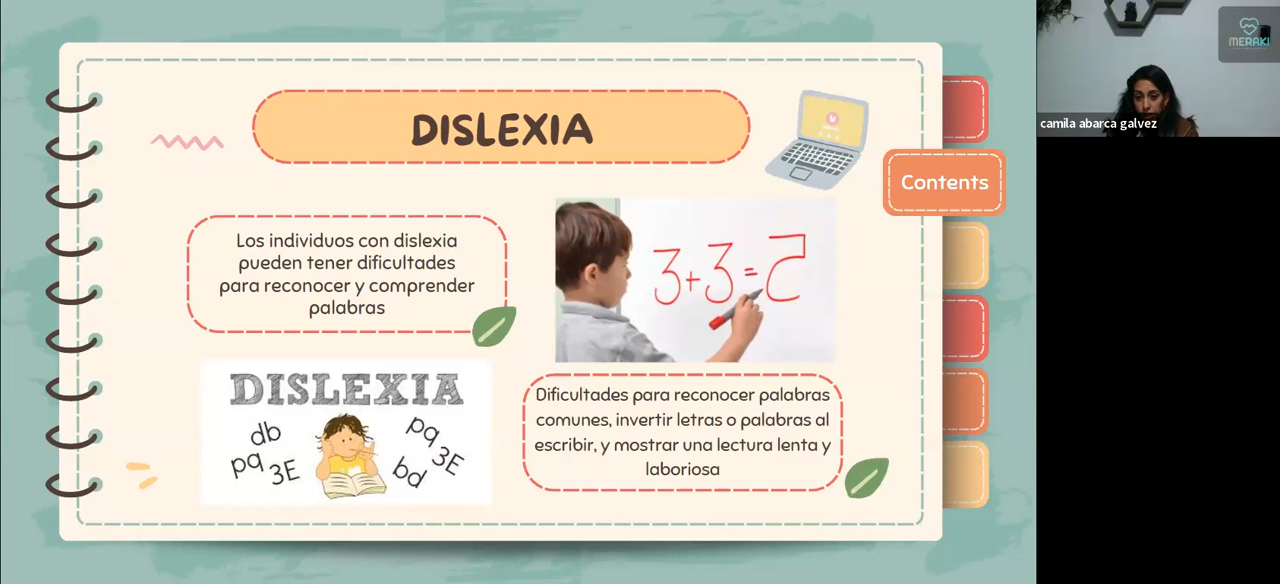 DISLEXIA
Los individuos con dislexia
pueden tener dificultades
para reconocer y comprender
palabras
3+3=5
DISLEXIA
db
pq
3E
pq
3E
bd
Dificultades para reconocer palabras
comunes, invertir letras o palabras al
escribir, y mostrar una lectura lenta y
laboriosa
Contents
MERAKI
camila abarca galvez